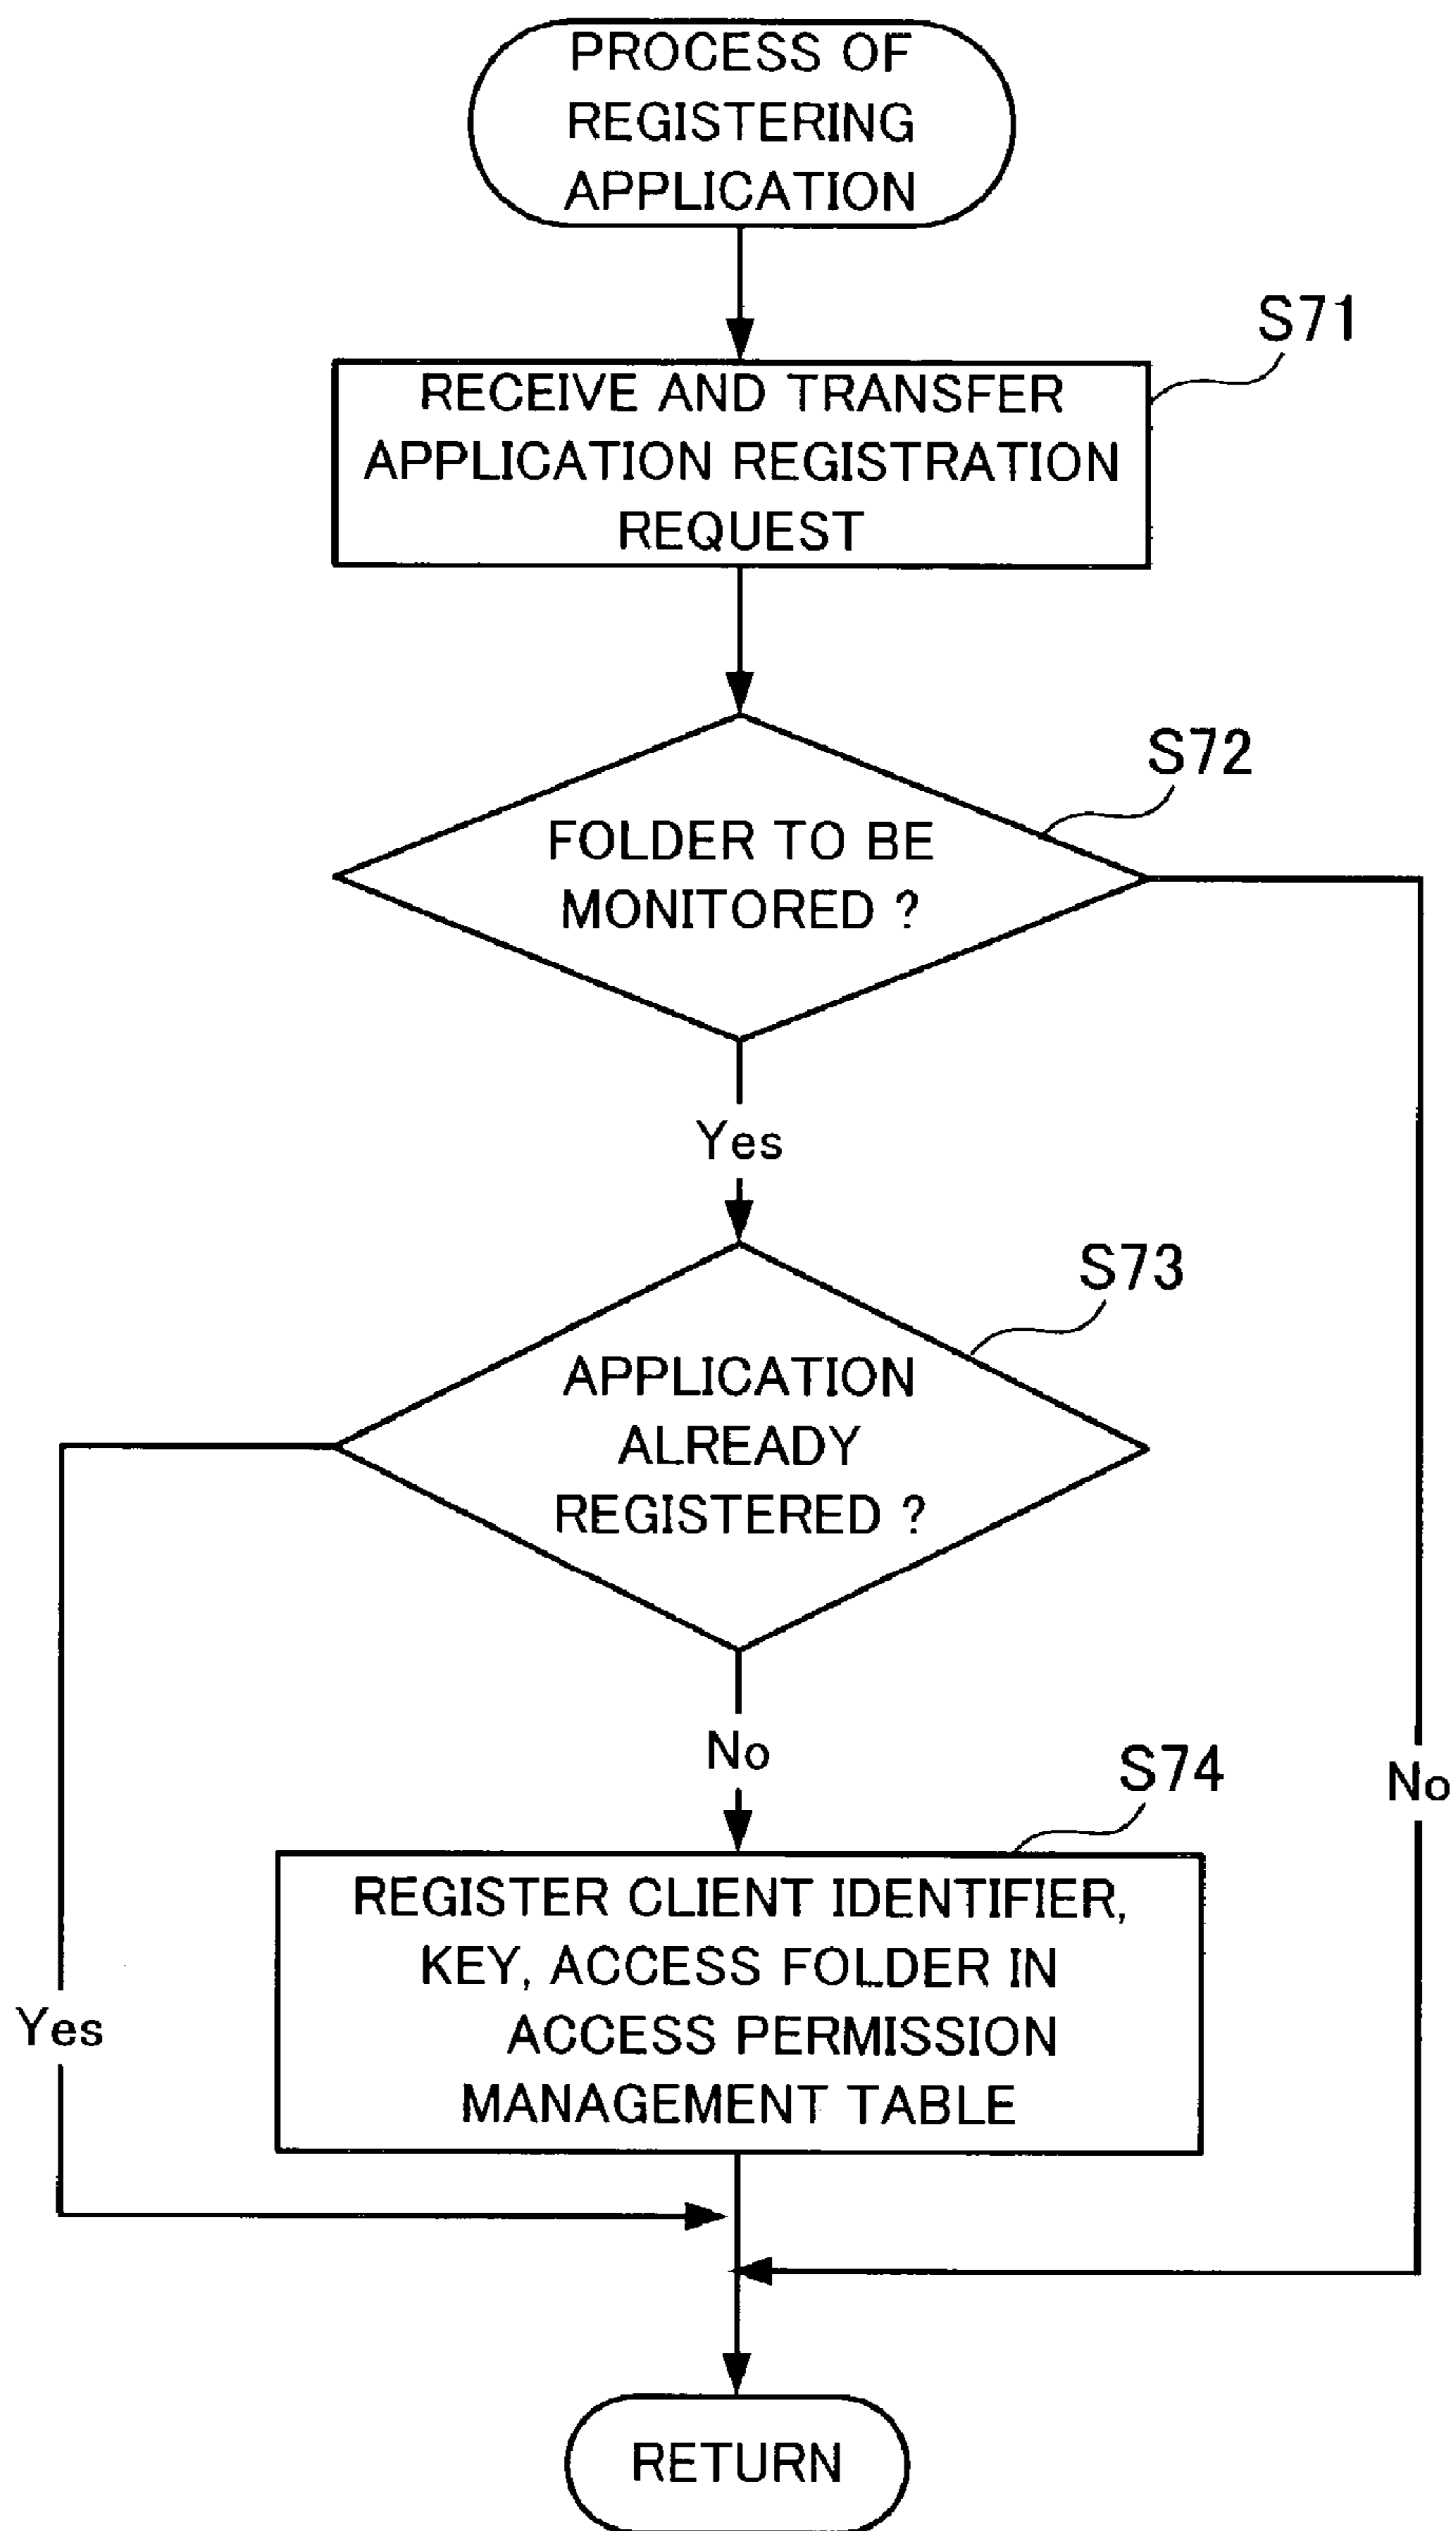 PROCESS OF
REGISTERING
APPLICATION
S71
RECEIVE AND TRANSFER
APPLICATION REGISTRATION
REQUEST
S72
FOLDER TO BE
MONITORED ?
Yes
S73
APPLICATION
ALREADY
REGISTERED ?
No
S74
No
REGISTER CLIENT IDENTIFIER,
KEY, ACCESS FOLDER IN
ACCESS PERMISSION
MANAGEMENT TABLE
Yes
RETURN